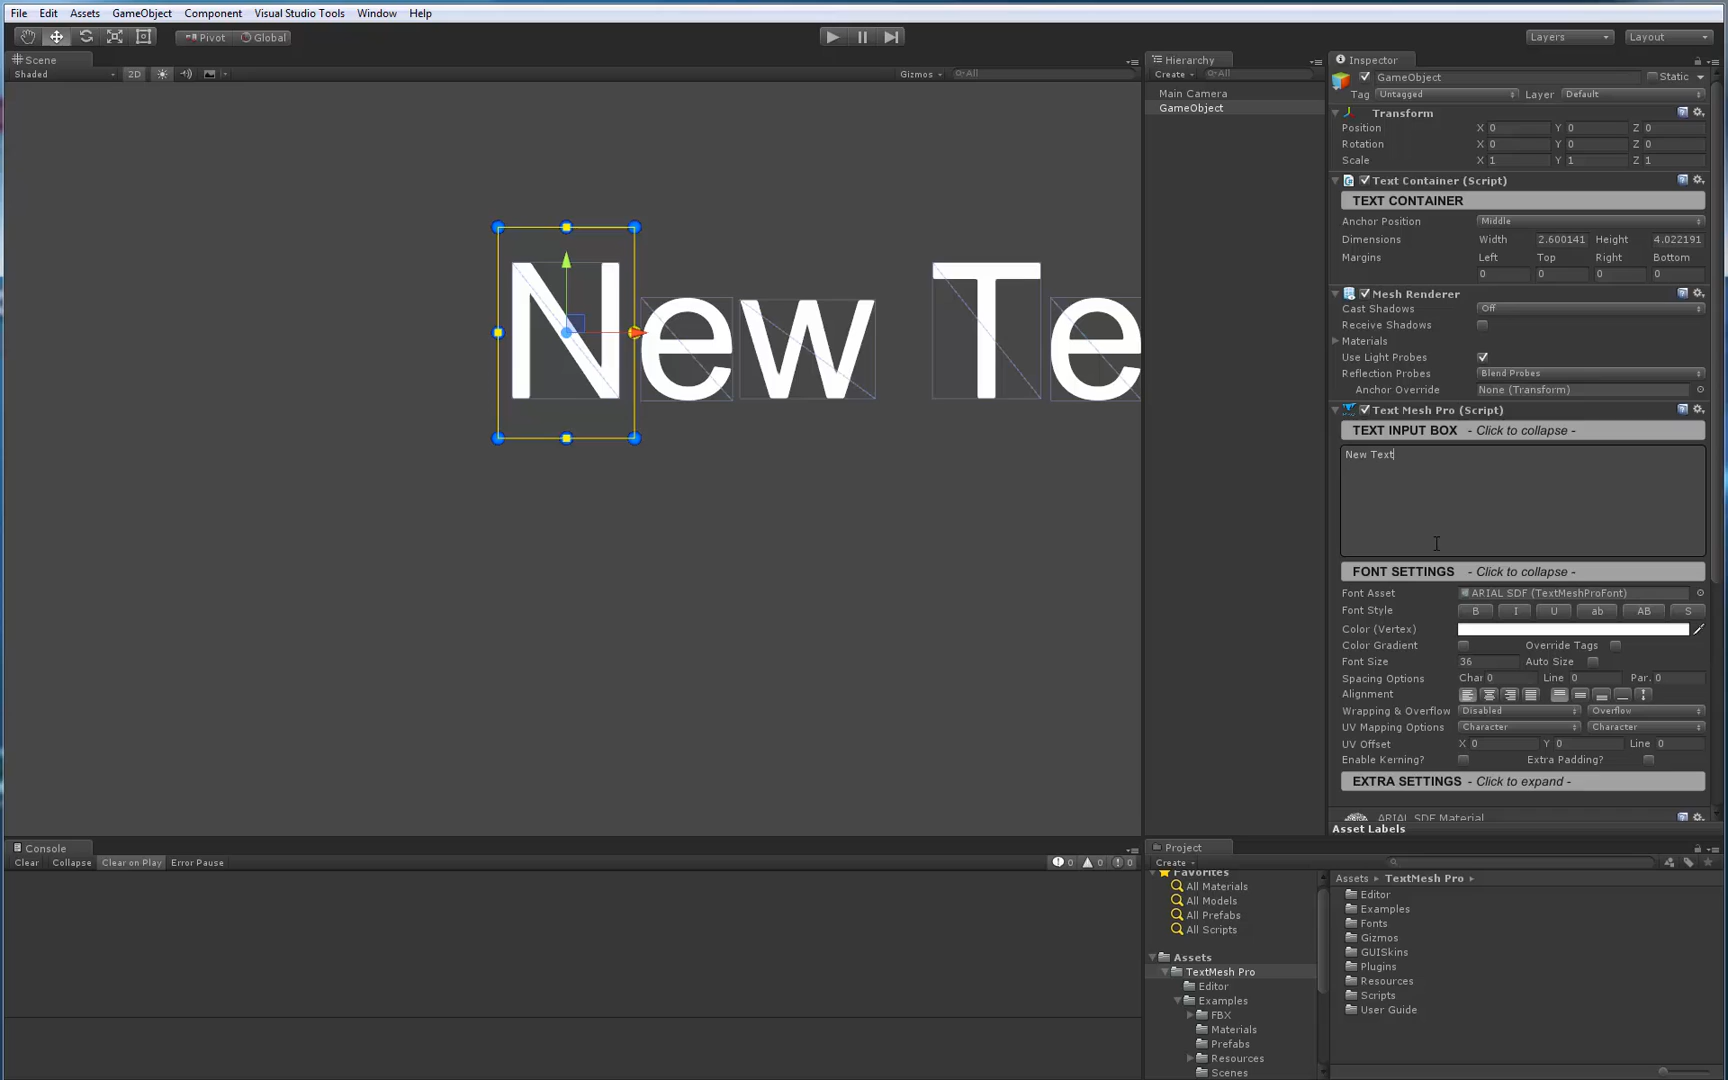 File Edit Assets GameObject Component Visual Studio Tools Window Help
Pivot Global Layers Layout
Scene
Shaded 2D Gizmos All
New Te
Hierarchy
Create All
Main Camera
GameObject
Inspector
GameObject Static
Tag Untagged Layer Default
Transform
Position X 0 Y 0 Z 0
Rotation X 0 Y 0 Z 0
Scale X 1 Y 1 Z 1
Text Container (Script)
TEXT CONTAINER
Anchor Position Middle
Dimensions Width 2.600141 Height 4.022191
Margins Left Top Right Bottom
0 0 0 0
Mesh Renderer
Cast Shadows Off
Receive Shadows
Materials
Use Light Probes
Reflection Probes Blend Probes
Anchor Override None (Transform)
Text Mesh Pro (Script)
TEXT INPUT BOX - Click to collapse -
New Text
FONT SETTINGS - Click to collapse -
Font Asset ARIAL SDF (TextMeshProFont)
Font Style B I U ab AB S
Color (Vertex)
Color Gradient Override Tags
Font Size 36 Auto Size
Spacing Options Char 0 Line 0 Par. 0
Alignment
Wrapping & Overflow Disabled Overflow
UV Mapping Options Character Character
UV Offset X 0 Y 0 Line 0
Enable Kerning? Extra Padding?
EXTRA SETTINGS - Click to expand -
ARIAL SDF Material
Asset Labels
Console
Clear Collapse Clear on Play Error Pause 0 0 0
Project
Create
Favorites
All Materials
All Models
All Prefabs
All Scripts
Assets
TextMesh Pro
Editor
Examples
FBX
Materials
Prefabs
Resources
Scenes
Assets TextMesh Pro
Editor
Examples
Fonts
Gizmos
GUISkins
Plugins
Resources
Scripts
User Guide